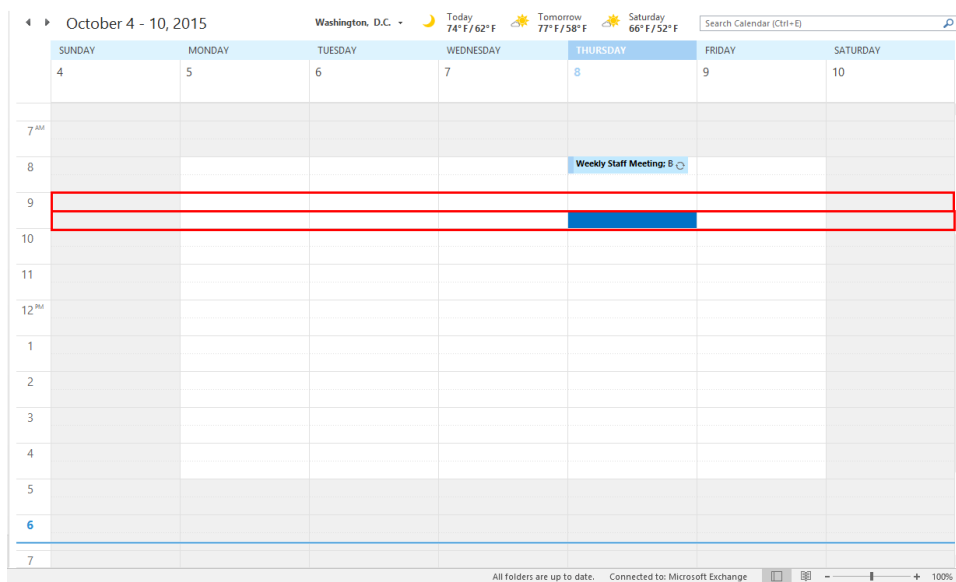 October 4 - 10, 2015
Washington, D.C.
Today
74° F / 62° F
Tomorrow
77° F / 58° F
Saturday
66° F / 52° F
Search Calendar (Ctrl+E)
SUNDAY MONDAY TUESDAY WEDNESDAY THURSDAY FRIDAY SATURDAY
4 5 6 7 8 9 10
7 AM
8
Weekly Staff Meeting; B
9
10
11
12 PM
1
2
3
4
5
6
7
All folders are up to date. Connected to: Microsoft Exchange - + 100%